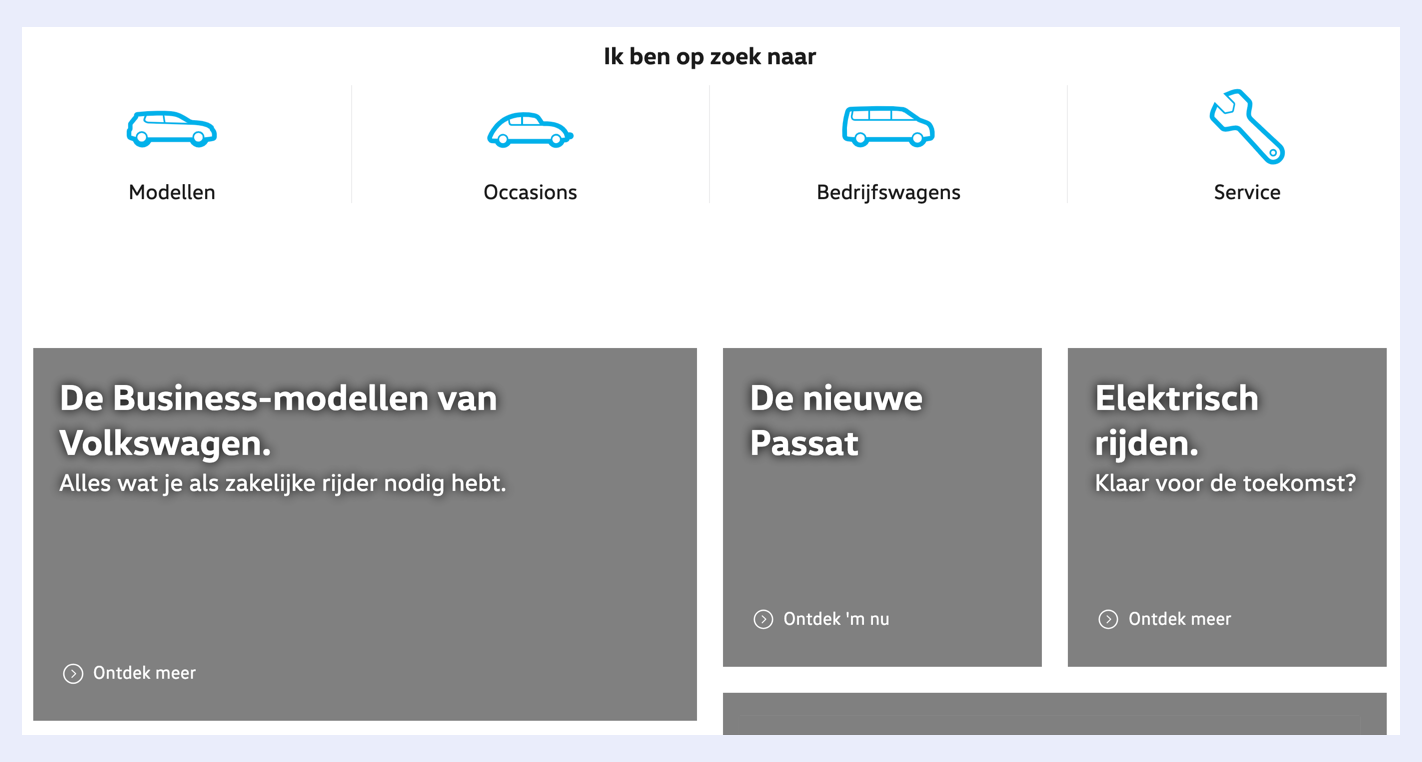 Ik ben op zoek naar
Modellen
Occasions
Bedrijfswagens
Service
De Business-modellen van
Volkswagen.
Alles wat je als zakelijke rijder nodig hebt.
Ontdek meer
De nieuwe
Passat
Ontdek 'm nu
Elektrisch
rijden.
Klaar voor de toekomst?
Ontdek meer